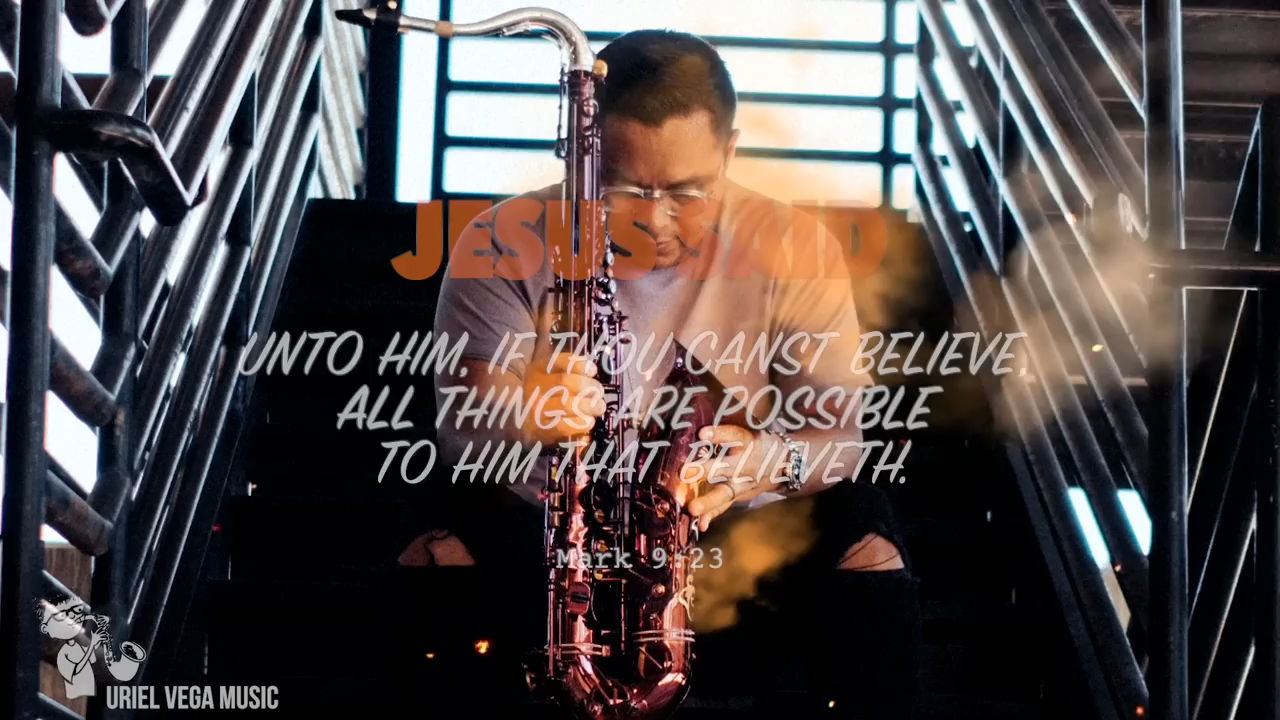 JESUS SAID
UNTO HIM, IF THOU CANST BELIEVE,
ALL THINGS ARE POSSIBLE
TO HIM THAT BELIEVETH.
Mark 9:23
URIEL VEGA MUSIC